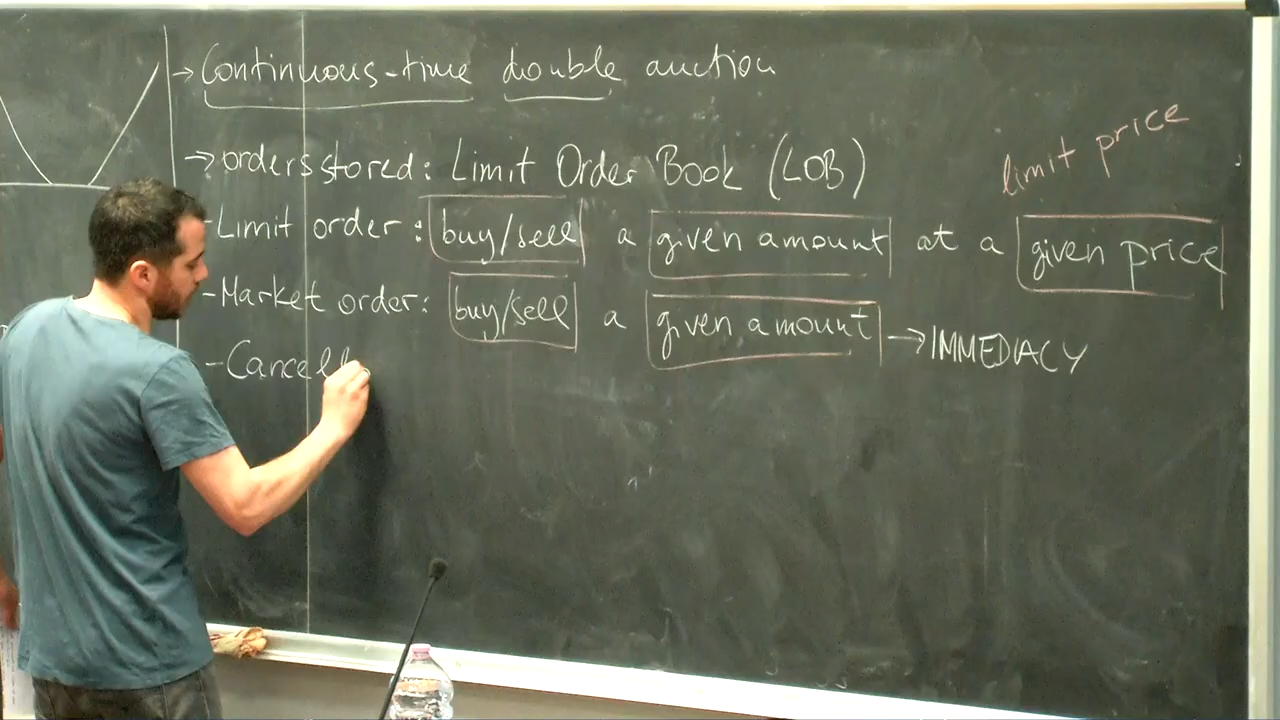 → Continuous-time double auction
→ orders stored: Limit Order Book (LOB)
limit price
- Limit order: buy/sell a given amount at a given price
- Market order: buy/sell a given amount → IMMEDIACY
- Cancell